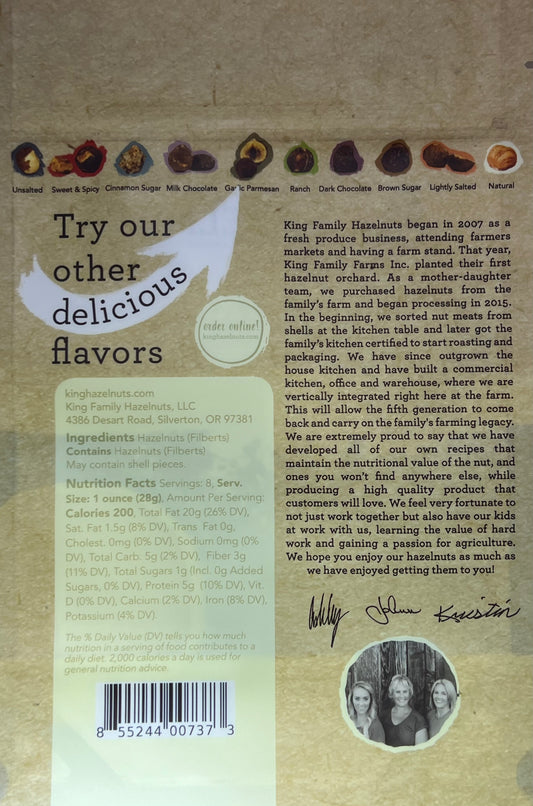 Unsalted Sweet & Spicy Cinnamon Sugar Milk Chocolate Garlic Parmesan Ranch Dark Chocolate Brown Sugar Lightly Salted Natural
Try our
other
delicious
flavors
order online!
kinghazelnuts.com
kinghazelnuts.com
King Family Hazelnuts, LLC
4386 Desart Road, Silverton, OR 97381
Ingredients Hazelnuts (Filberts)
Contains Hazelnuts (Filberts)
May contain shell pieces.
Nutrition Facts Servings: 8, Serv.
Size: 1 ounce (28g), Amount Per Serving:
Calories 200, Total Fat 20g (26% DV),
Sat. Fat 1.5g (8% DV), Trans Fat 0g,
Cholest. 0mg (0% DV), Sodium 0mg (0%
DV), Total Carb. 5g (2% DV), Fiber 3g
(11% DV), Total Sugars 1g (Incl. 0g Added
Sugars, 0% DV), Protein 5g (10% DV), Vit.
D (0% DV), Calcium (2% DV), Iron (8% DV),
Potassium (4% DV).
The % Daily Value (DV) tells you how much
nutrition in a serving of food contributes to a
daily diet. 2,000 calories a day is used for
general nutrition advice.
8 55244 00737 3
King Family Hazelnuts began in 2007 as a
fresh produce business, attending farmers
markets and having a farm stand. That year,
King Family Farms Inc. planted their first
hazelnut orchard. As a mother-daughter
team, we purchased hazelnuts from the
family's farm and began processing in 2015.
In the beginning, we sorted nut meats from
shells at the kitchen table and later got the
family's kitchen certified to start roasting and
packaging. We have since outgrown the
house kitchen and have built a commercial
kitchen, office and warehouse, where we are
vertically integrated right here at the farm.
This will allow the fifth generation to come
back and carry on the family's farming legacy.
We are extremely proud to say that we have
developed all of our own recipes that
maintain the nutritional value of the nut, and
ones you won't find anywhere else, while
producing a high quality product that
customers will love. We feel very fortunate to
not just work together but also have our kids
at work with us, learning the value of hard
work and gaining a passion for agriculture.
We hope you enjoy our hazelnuts as much as
we have enjoyed getting them to you!
Kristin